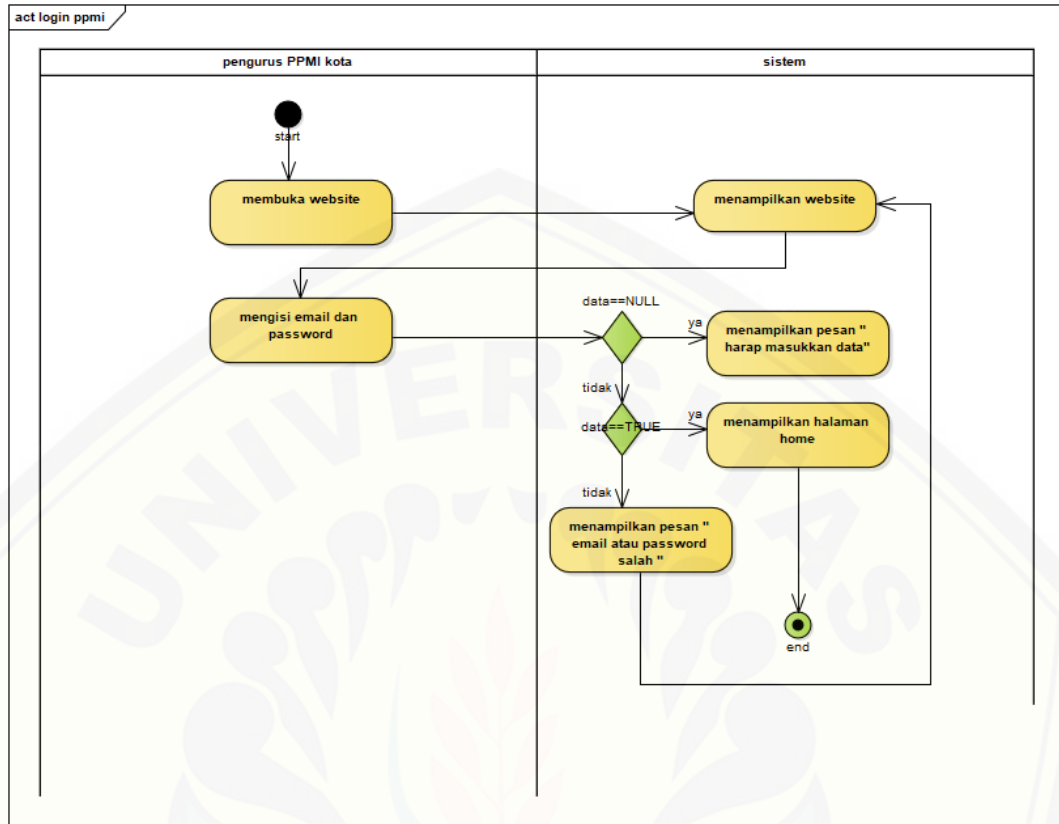 act login ppmi
pengurus PPMI kota
sistem
start
membuka website
menampilkan website
mengisi email dan
password
data==NULL
ya
menampilkan pesan "
harap masukkan data"
tidak
data==TRUE
ya
menampilkan halaman
home
tidak
menampilkan pesan "
email atau password
salah "
end
UNIVERSITAS